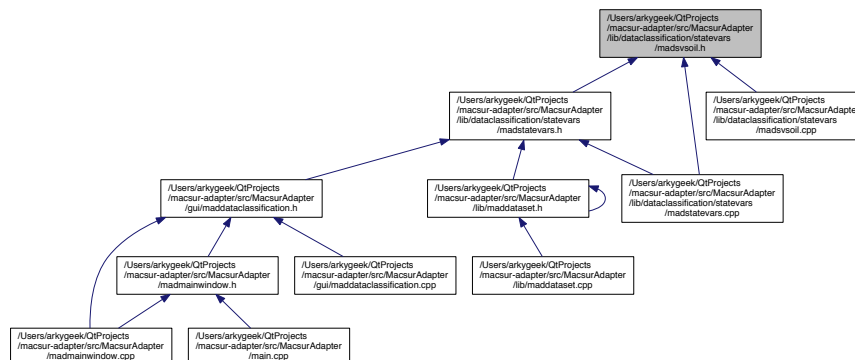 /Users/arkygeek/QtProjects
/macsur-adapter/src/MacsurAdapter
/lib/dataclassification/statevars
/madsvsoil.h
/Users/arkygeek/QtProjects
/macsur-adapter/src/MacsurAdapter
/lib/dataclassification/statevars
/madstatevars.h
/Users/arkygeek/QtProjects
/macsur-adapter/src/MacsurAdapter
/lib/dataclassification/statevars
/madsvsoil.cpp
/Users/arkygeek/QtProjects
/macsur-adapter/src/MacsurAdapter
/gui/maddataclassification.h
/Users/arkygeek/QtProjects
/macsur-adapter/src/MacsurAdapter
/lib/maddataset.h
/Users/arkygeek/QtProjects
/macsur-adapter/src/MacsurAdapter
/lib/dataclassification/statevars
/madstatevars.cpp
/Users/arkygeek/QtProjects
/macsur-adapter/src/MacsurAdapter
/madmainwindow.h
/Users/arkygeek/QtProjects
/macsur-adapter/src/MacsurAdapter
/gui/maddataclassification.cpp
/Users/arkygeek/QtProjects
/macsur-adapter/src/MacsurAdapter
/lib/maddataset.cpp
/Users/arkygeek/QtProjects
/macsur-adapter/src/MacsurAdapter
/madmainwindow.cpp
/Users/arkygeek/QtProjects
/macsur-adapter/src/MacsurAdapter
/main.cpp